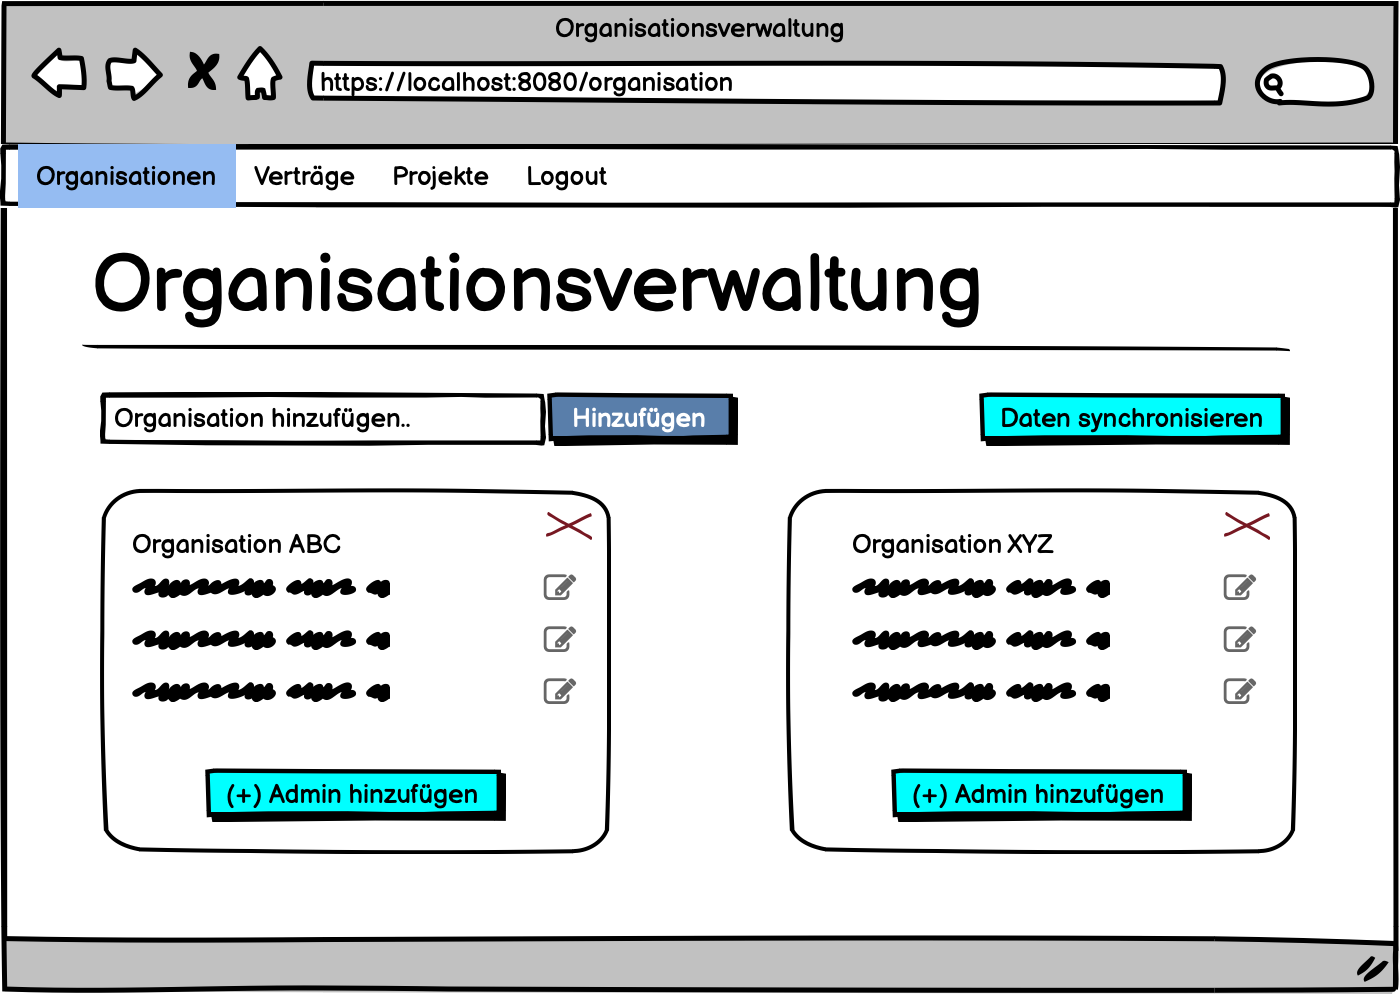 Organisationsverwaltung
https://localhost:8080/organisation
Organisationen Verträge Projekte Logout
Organisationsverwaltung
Organisation hinzufügen.. Hinzufügen Daten synchronisieren
Organisation ABC
(+) Admin hinzufügen
Organisation XYZ
(+) Admin hinzufügen